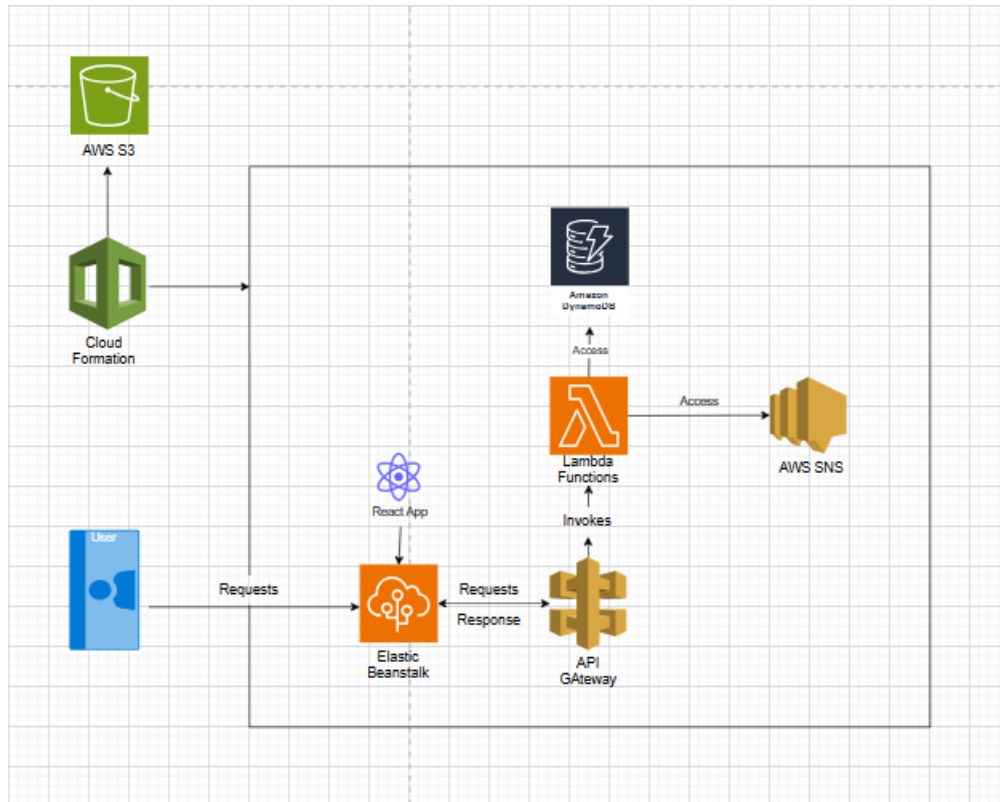 AWS S3
Amazon
DynamoDB
Cloud
Formation
Access
Access
Lambda
Functions
AWS SNS
React App
Invokes
User
Requests
Requests
Response
Elastic
Beanstalk
API
GAteway